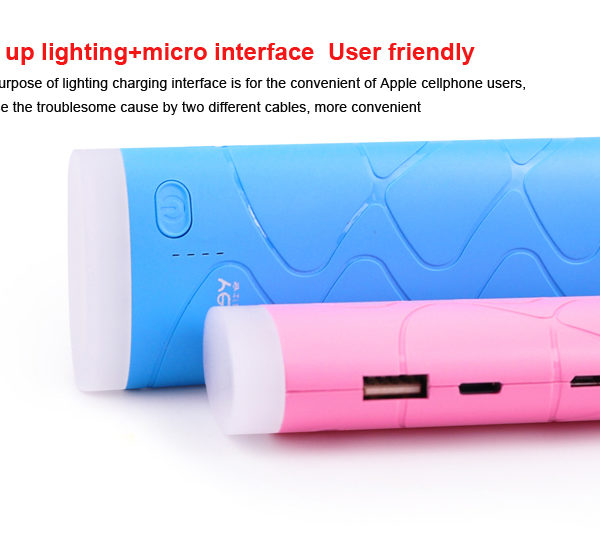 up lighting+micro interface User friendly
urpose of lighting charging interface is for the convenient of Apple cellphone users,
e the troublesome cause by two different cables, more convenient